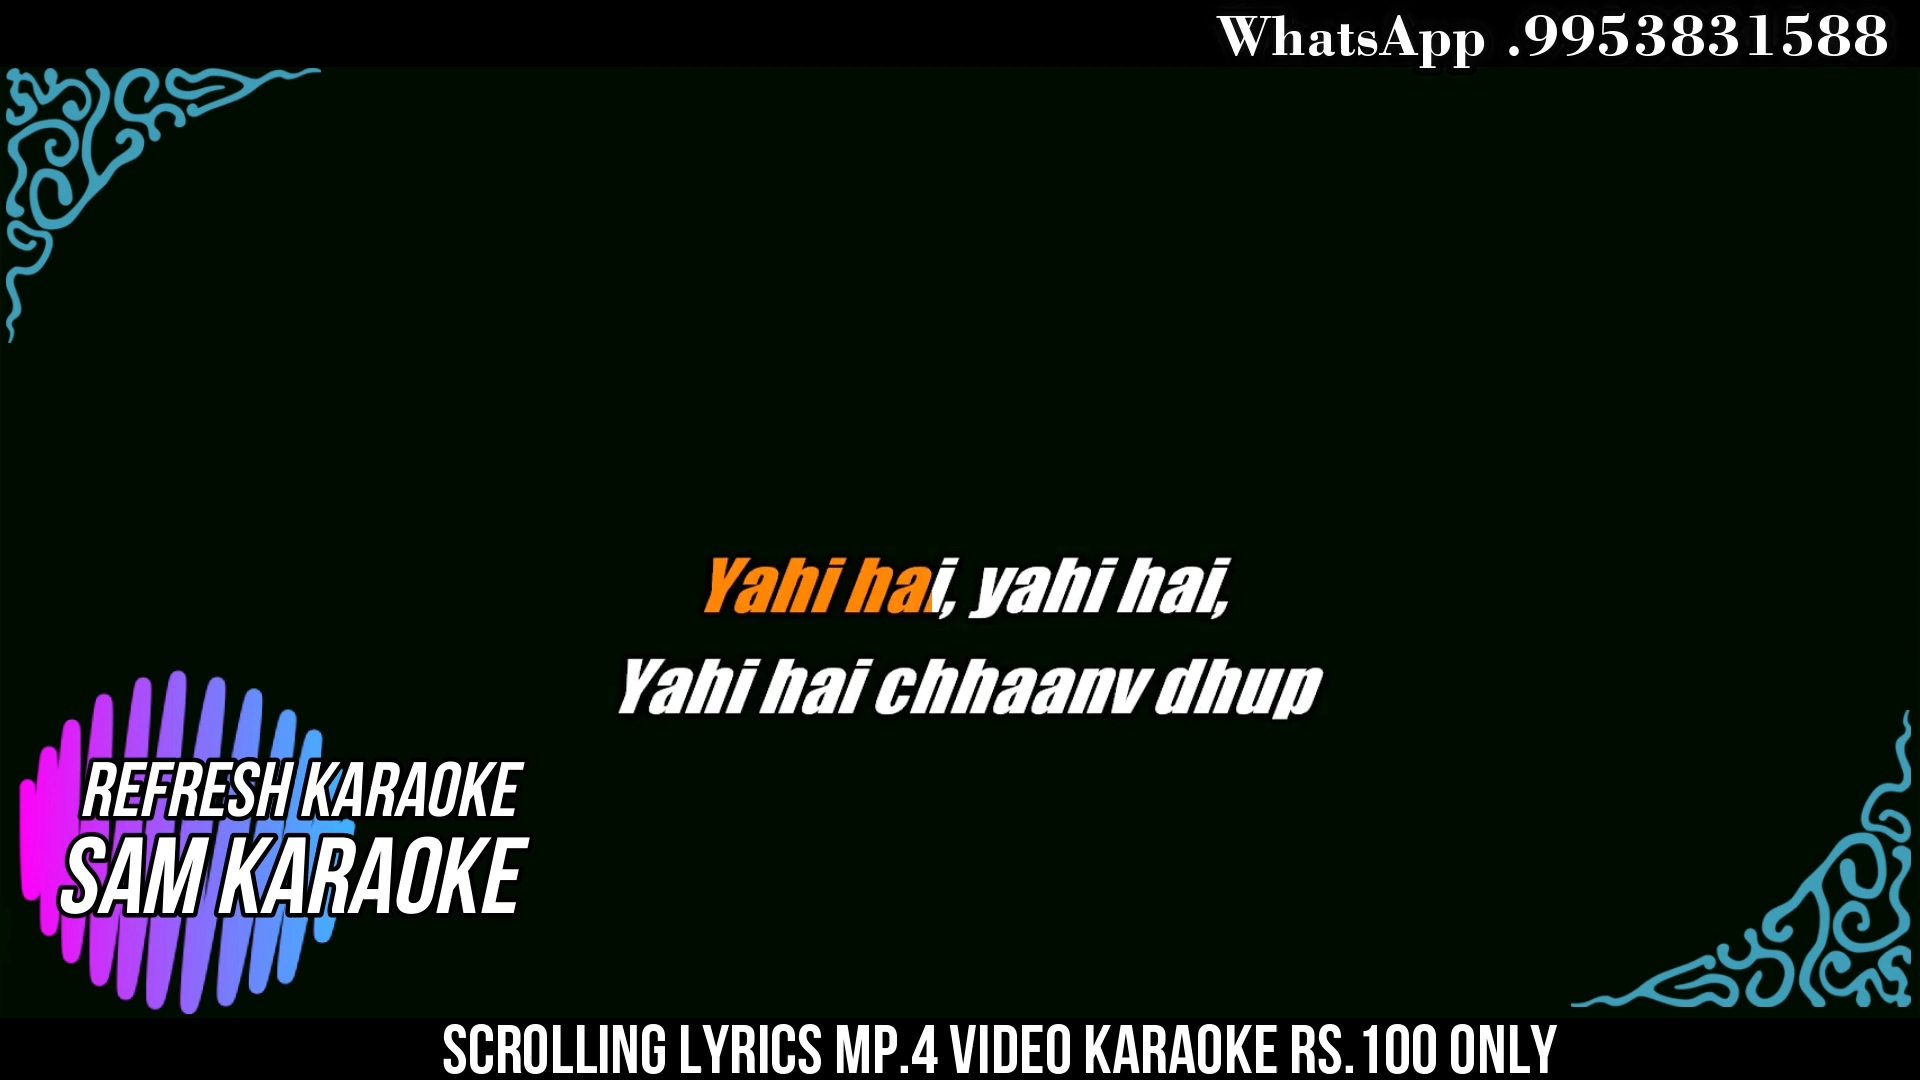 WhatsApp .9953831588
Yahi hai, yahi hai,
Yahi hai chhaanv dhup
REFRESH KARAOKE
SAM KARAOKE
SCROLLING LYRICS MP.4 VIDEO KARAOKE RS.100 ONLY